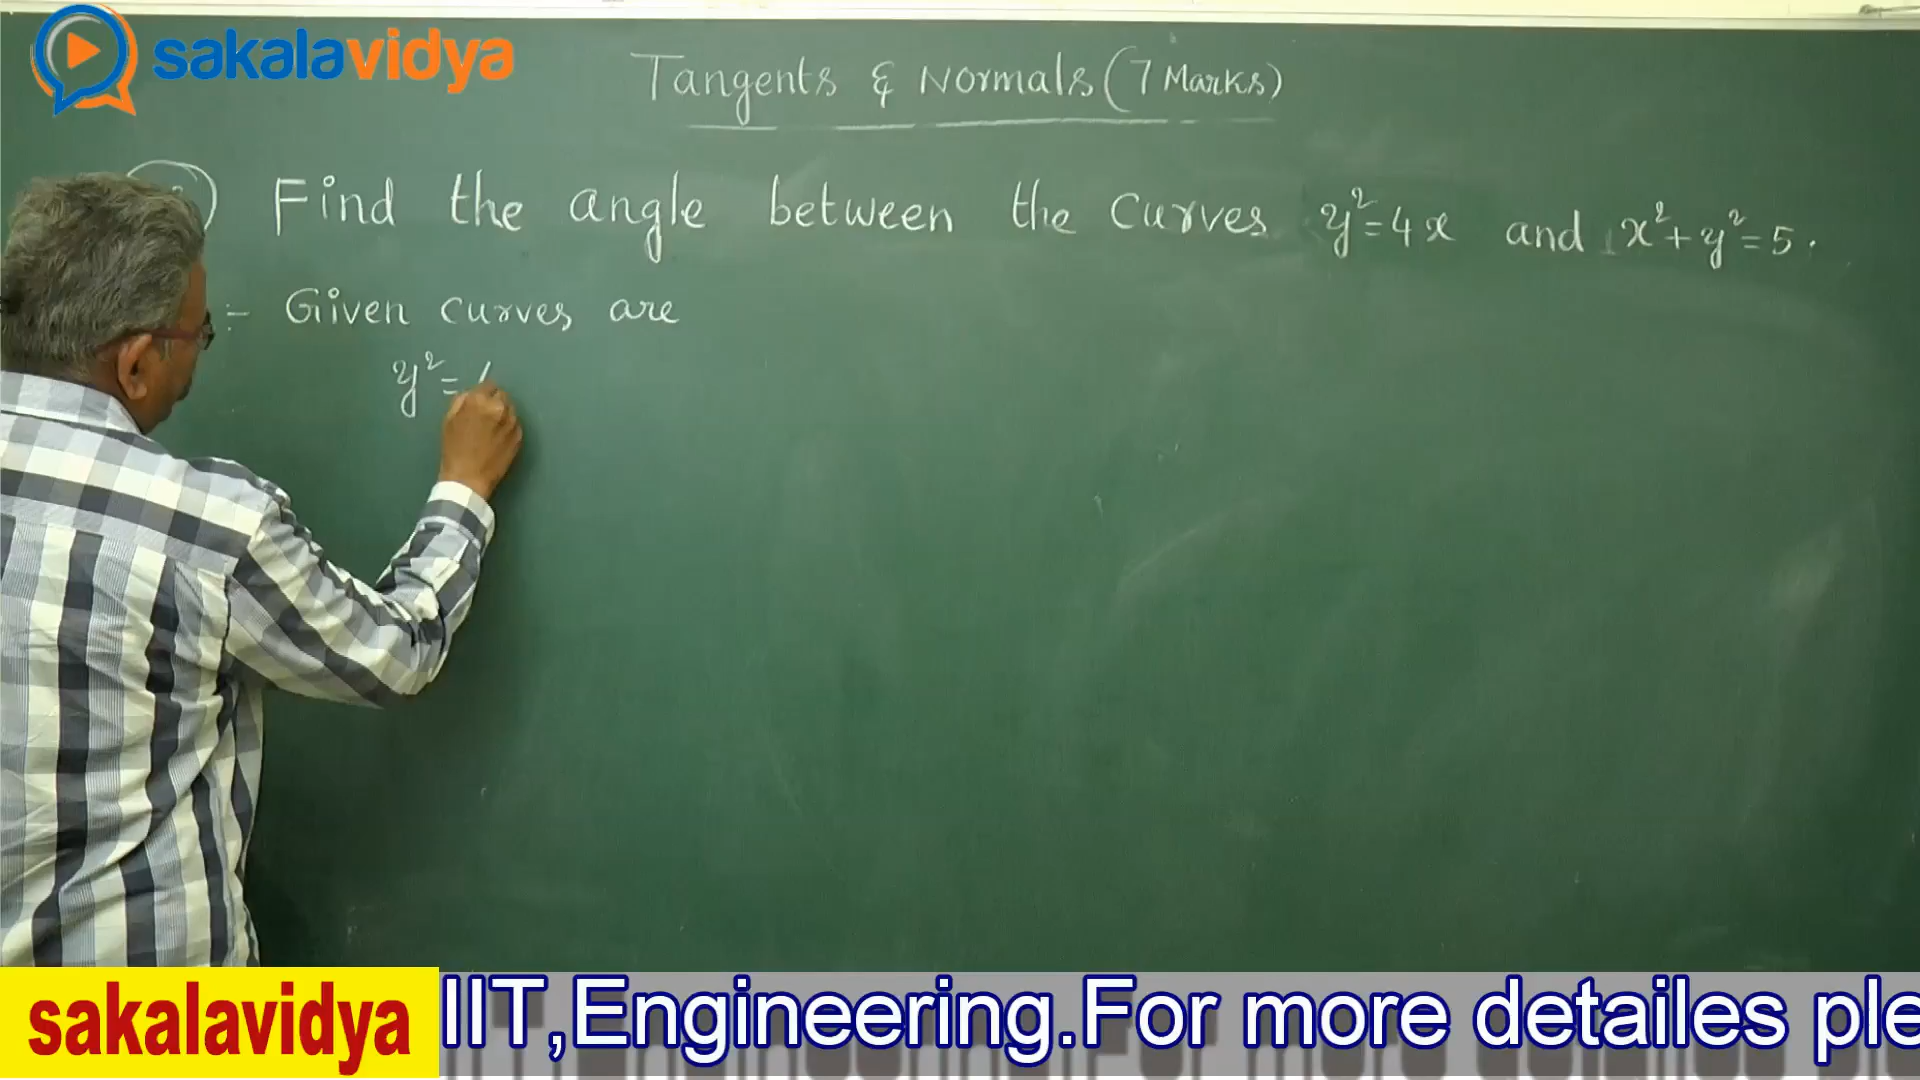 sakalavidya
Tangents & Normals (7 Marks)
Find the angle between the curves y²=4x and x²+y²=5.
:- Given curves are
y²=
sakalavidya IIT,Engineering.For more detailes ple